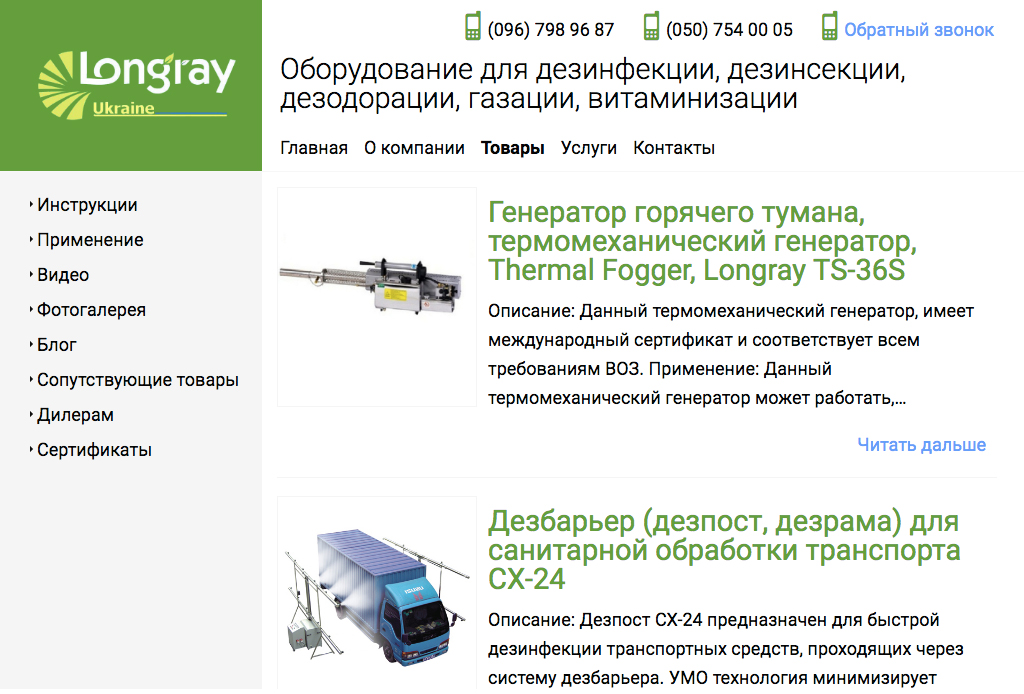 (096) 798 96 87 (050) 754 00 05 Обратный звонок
Longray
Ukraine
Оборудование для дезинфекции, дезинсекции,
дезодорации, газации, витаминизации
Главная О компании Товары Услуги Контакты
Инструкции
Применение
Видео
Фотогалерея
Блог
Сопутствующие товары
Дилерам
Сертификаты
Генератор горячего тумана,
термомеханический генератор,
Thermal Fogger, Longray TS-36S
Описание: Данный термомеханический генератор, имеет
международный сертификат и соответствует всем
требованиям ВОЗ. Применение: Данный
термомеханический генератор может работать,...
Читать дальше
Дезбарьер (дезпост, дезрама) для
санитарной обработки транспорта
СХ-24
Описание: Дезпост СХ-24 предназначен для быстрой
дезинфекции транспортных средств, проходящих через
систему дезбарьера. УМО технология минимизирует